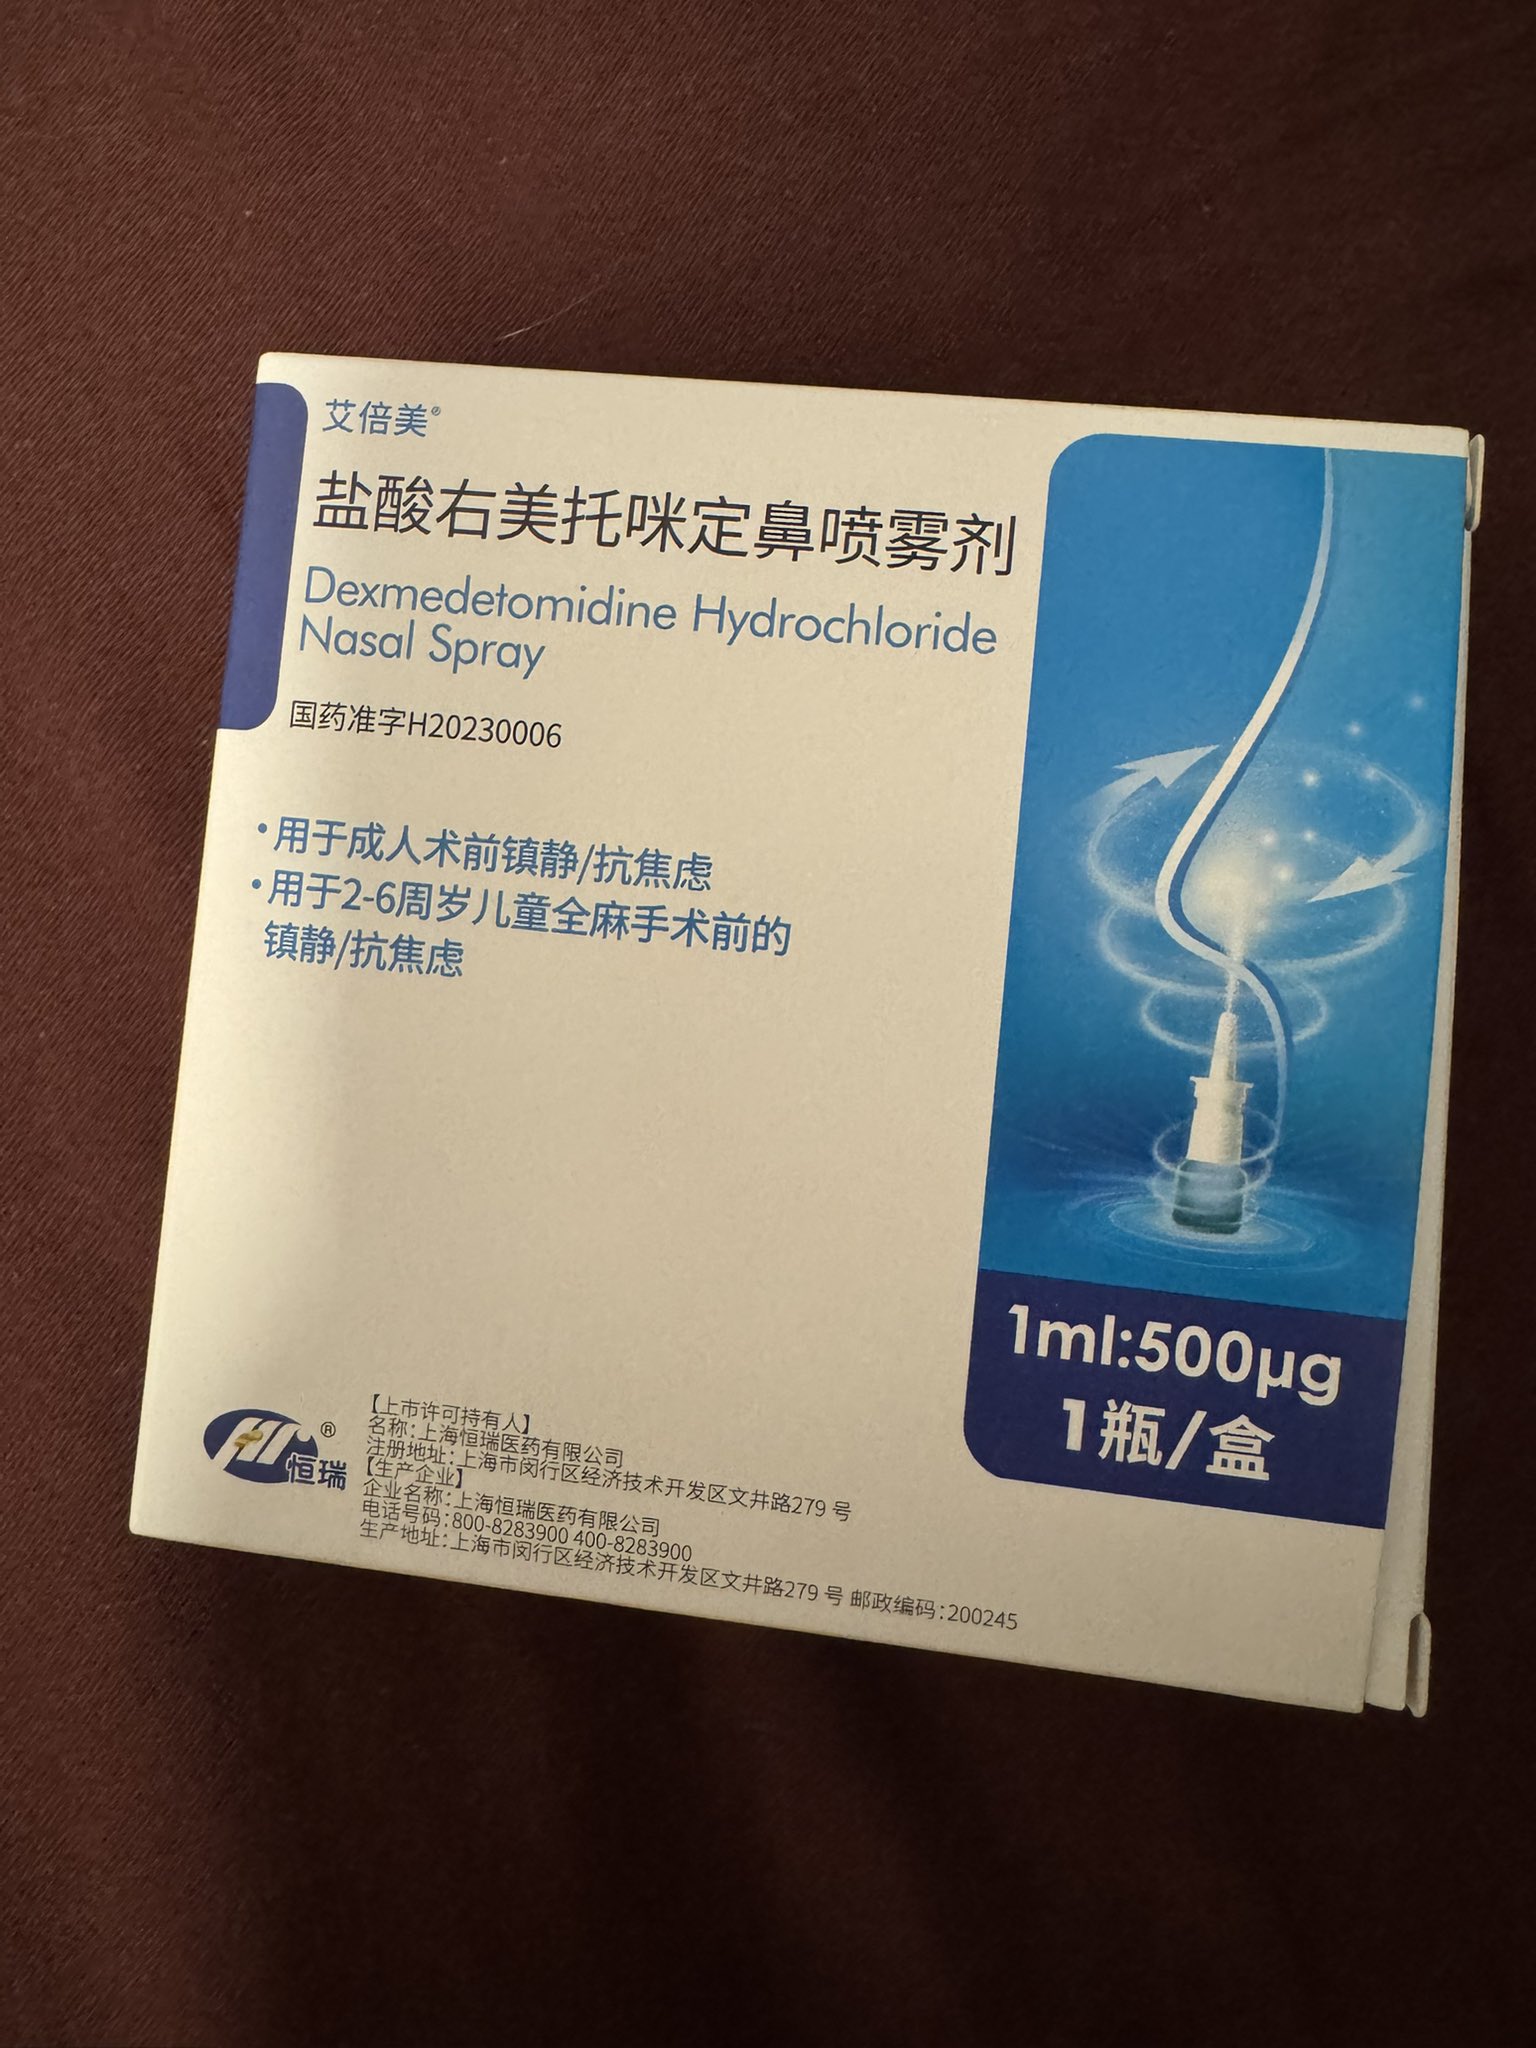 艾倍美®
盐酸右美托咪定鼻喷雾剂
Dexmedetomidine Hydrochloride
Nasal Spray
国药准字H20230006
•用于成人术前镇静/抗焦虑
•用于2-6周岁儿童全麻手术前的
镇静/抗焦虑
1ml:500μg
1瓶/盒
HR®
恒瑞
【上市许可持有人】
名称:上海恒瑞医药有限公司
注册地址:上海市闵行区经济技术开发区文井路279号
【生产企业】
企业名称:上海恒瑞医药有限公司
电话号码:800-8283900 400-8283900
生产地址:上海市闵行区经济技术开发区文井路279号 邮政编码:200245